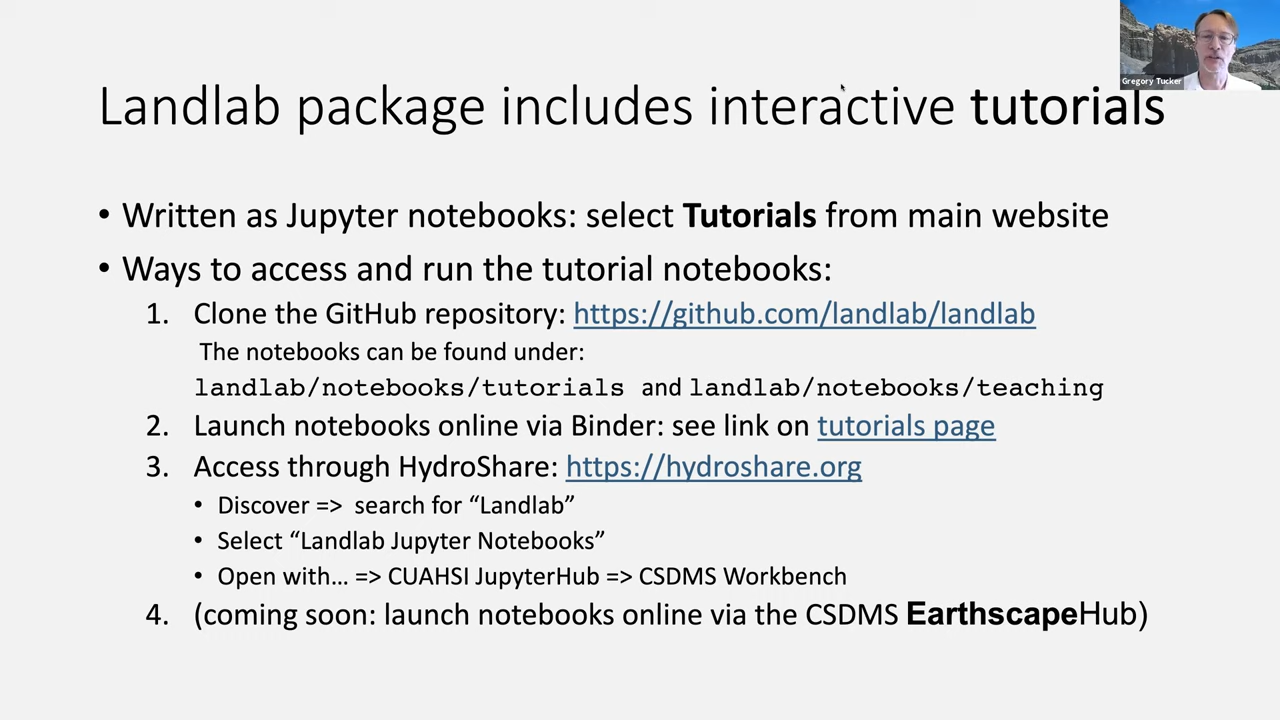 Gregory Tucker
Landlab package includes interactive tutorials
• Written as Jupyter notebooks: select Tutorials from main website
• Ways to access and run the tutorial notebooks:
1. Clone the GitHub repository: https://github.com/landlab/landlab
The notebooks can be found under:
landlab/notebooks/tutorials and landlab/notebooks/teaching
2. Launch notebooks online via Binder: see link on tutorials page
3. Access through HydroShare: https://hydroshare.org
• Discover => search for “Landlab”
• Select “Landlab Jupyter Notebooks”
• Open with… => CUAHSI JupyterHub => CSDMS Workbench
4. (coming soon: launch notebooks online via the CSDMS EarthscapeHub)